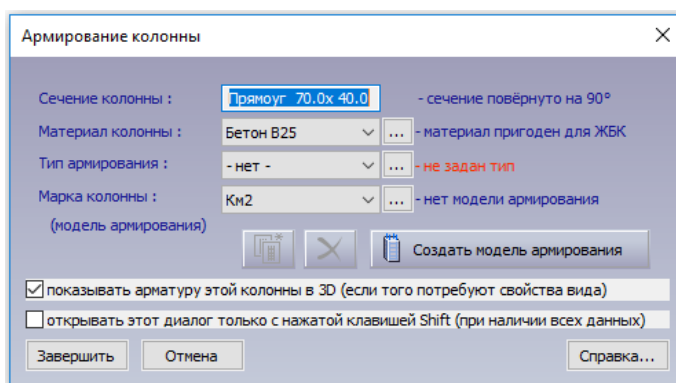 Армирование колонны
Сечение колонны : Прямоуг 70.0x 40.0 - сечение повёрнуто на 90°
Материал колонны : Бетон B25 ... - материал пригоден для ЖБК
Тип армирования : - нет - ... - не задан тип
Марка колонны : Км2 ... - нет модели армирования
(модель армирования)
Создать модель армирования
показывать арматуру этой колонны в 3D (если того потребуют свойства вида)
открывать этот диалог только с нажатой клавишей Shift (при наличии всех данных)
Завершить Отмена Справка...